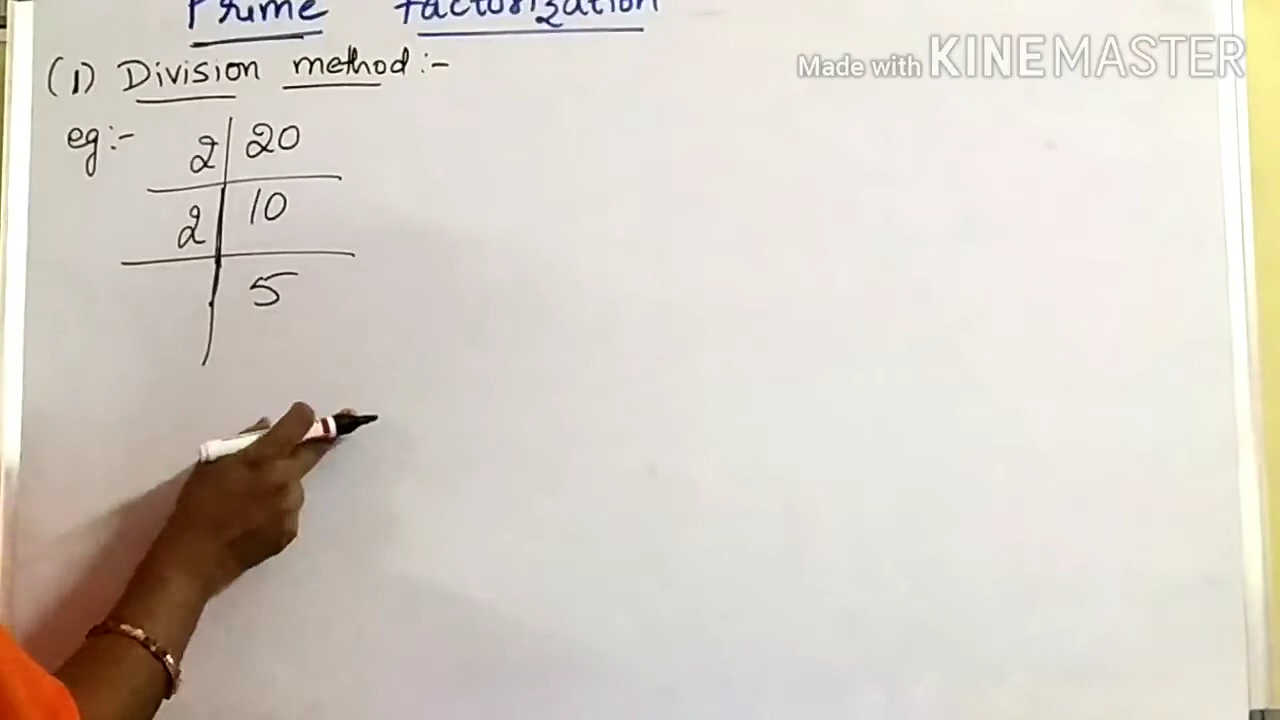 Prime factorization
Made with KINEMASTER
(1) Division method :-
eg:- 2 | 20
2 | 10
5